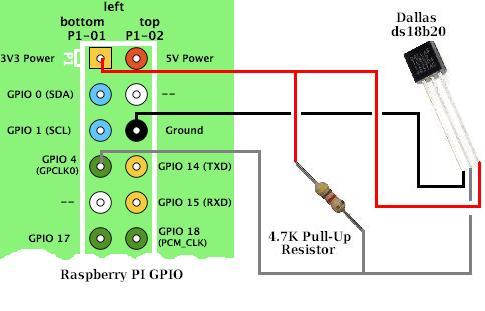 left
bottom top
P1-01 P1-02
3V3 Power 5V Power
P1
GPIO 0 (SDA) --
GPIO 1 (SCL) Ground
GPIO 4 GPIO 14 (TXD)
(GPCLK0)
-- GPIO 15 (RXD)
GPIO 17 GPIO 18
(PCM_CLK)
Raspberry PI GPIO
4.7K Pull-Up
Resistor
Dallas
ds18b20